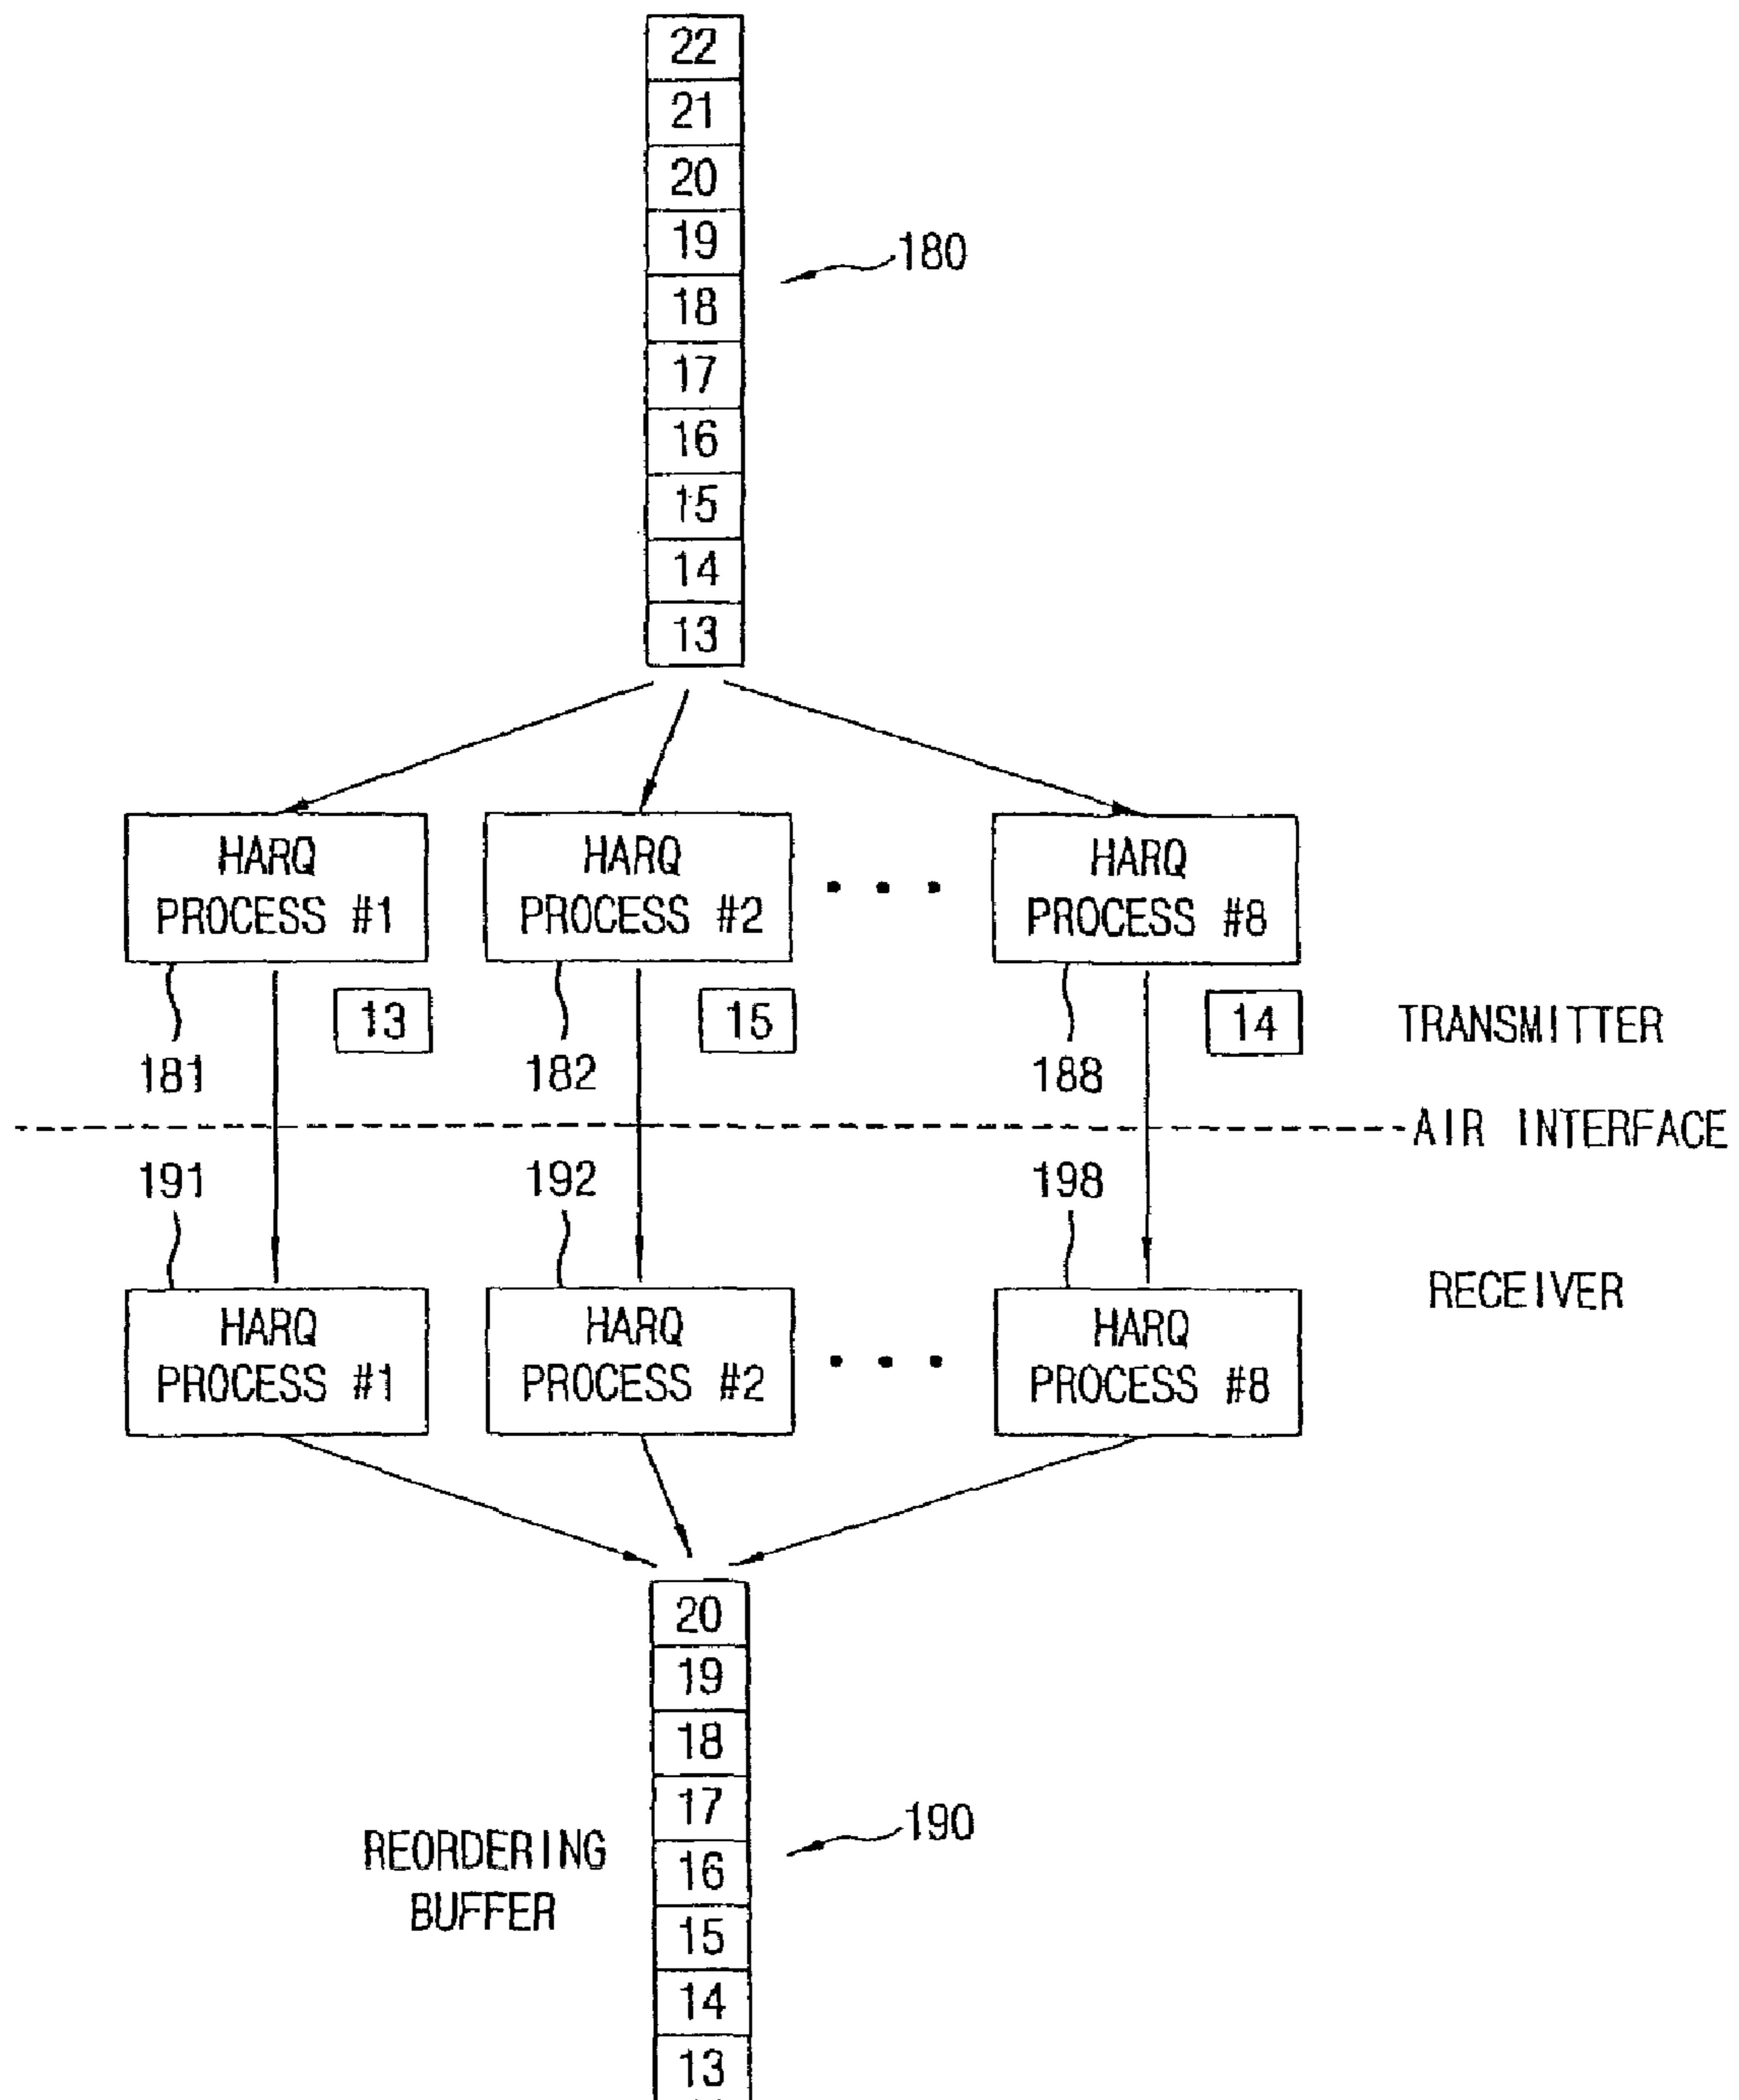 22
21
20
19
180
18
17
16
15
14
13
HARQ
PROCESS #1
HARQ
PROCESS #2
HARQ
PROCESS #8
13
15
14
TRANSMITTER
181
182
188
AIR INTERFACE
191
192
198
RECEIVER
HARQ
PROCESS #1
HARQ
PROCESS #2
HARQ
PROCESS #8
20
19
18
17
190
REORDERING
BUFFER
16
15
14
13